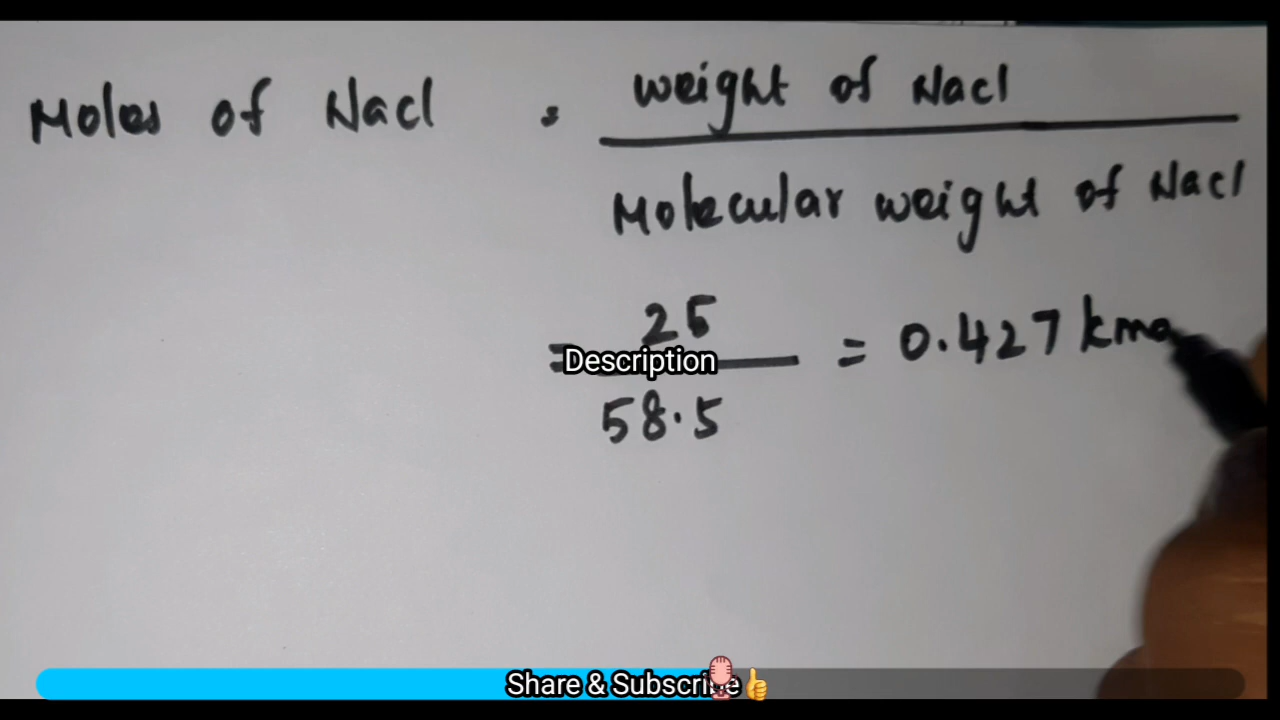 Moles of Nacl = weight of Nacl
Molecular weight of Nacl
= 25
58.5
= 0.427 kmo
Description
Share & Subscribe